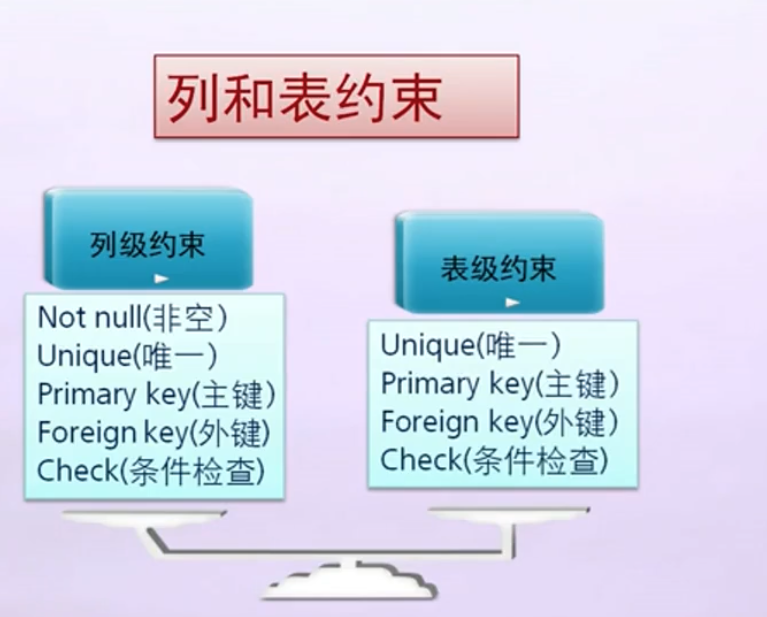 列和表约束
列级约束
Not null(非空）
Unique(唯一）
Primary key(主键）
Foreign key(外键)
Check(条件检查)
表级约束
Unique(唯一）
Primary key(主键）
Foreign key(外键）
Check(条件检查)